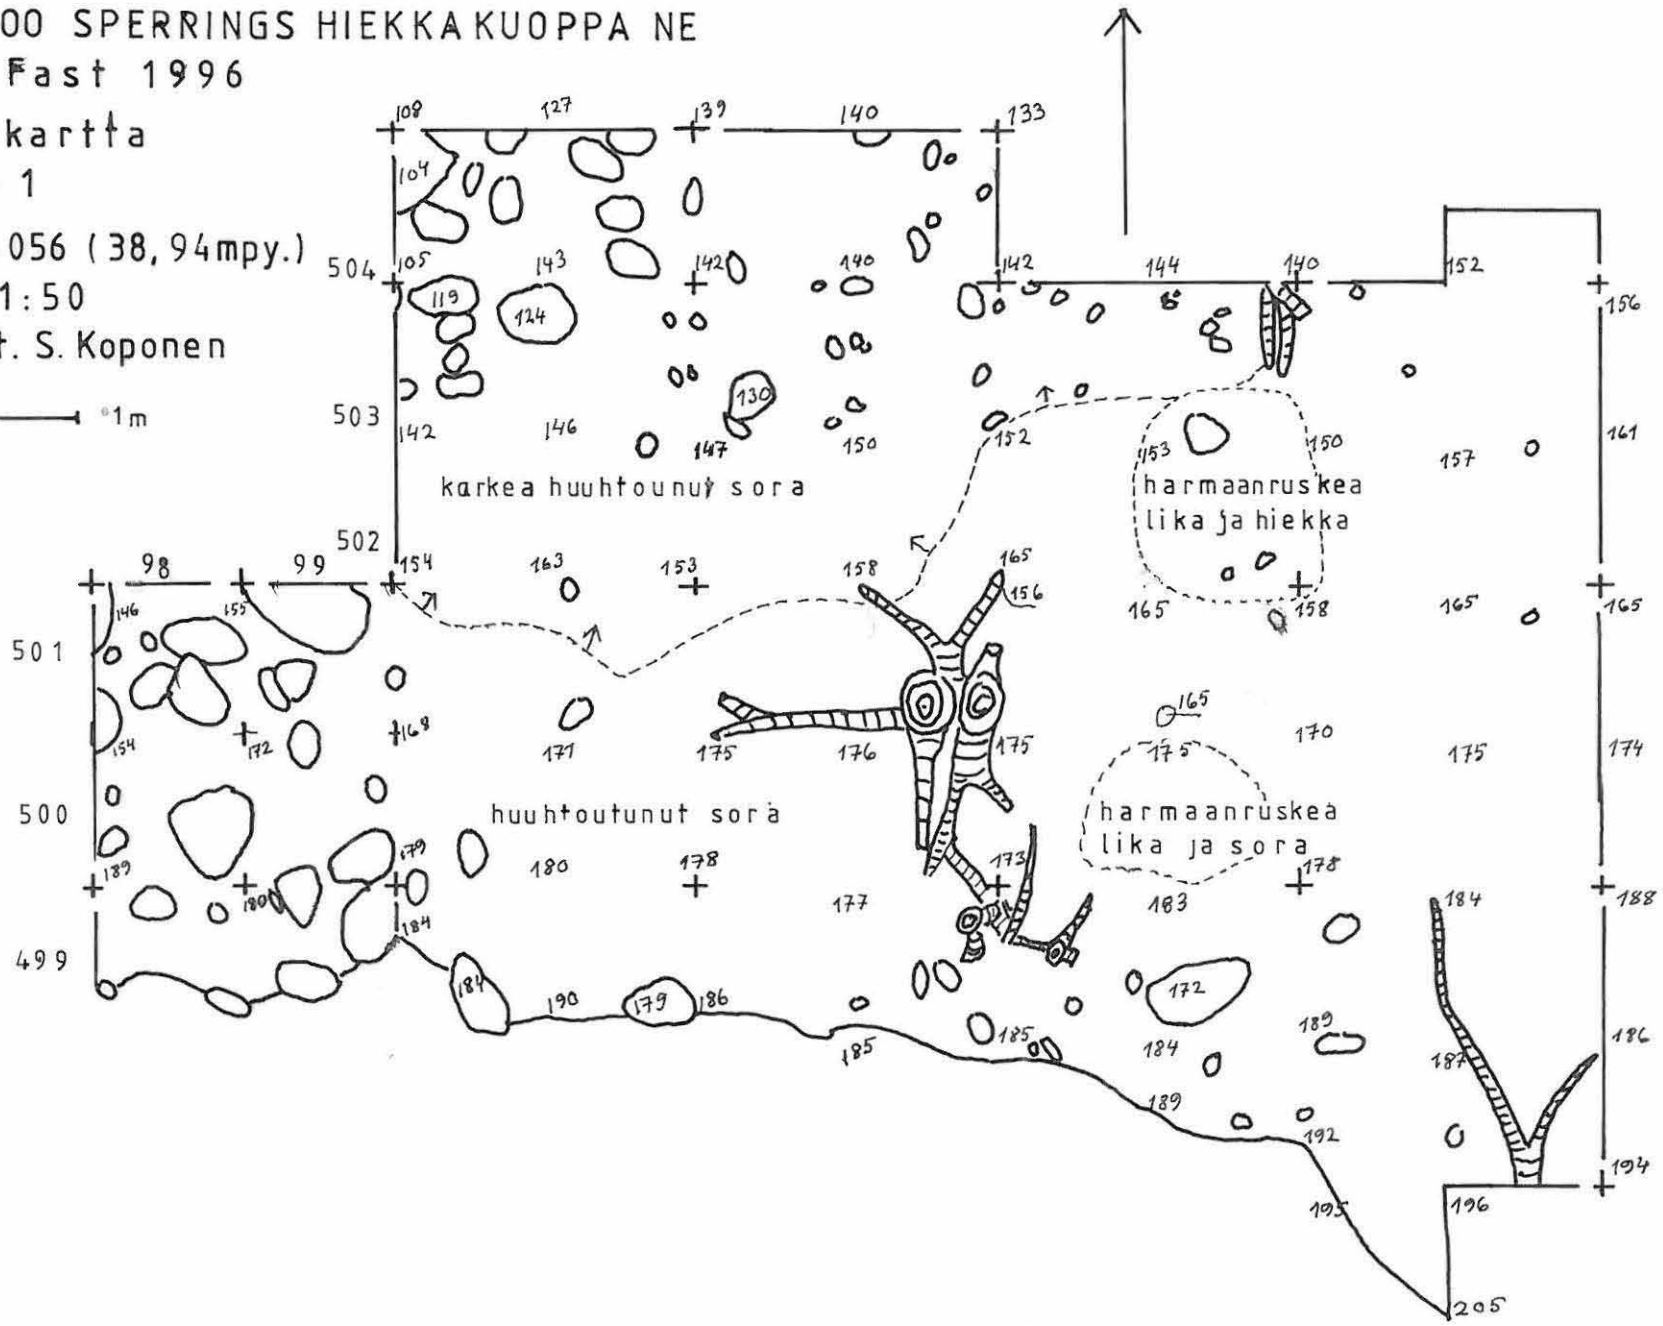 00 SPERRINGS HIEKKAKUOPPA NE
Fast 1996
kartta
1
056 (38,94mpy.)
1:50
t. S. Koponen
1m
108 127 139 140 133
104
504 105 143 142 140 142 144 140 152
119 156
124
130
503 142 146 147 150 152 153 150 157 161
karkea huuhtounut sora
harmaanruskea
lika ja hiekka
502
98 99 154 163 153 158 165
156
146 155 165 158 165 165
501
165
154 172 168 171 175 176 175 175 170 175 174
500
huuhtoutunut sora
harmaanruskea
lika ja sora
189 180 179 180 178 177 173 183 178 184 188
184
499
184 190 179 186 172
185 185 184 189 187 186
189 192
194
195 196
205